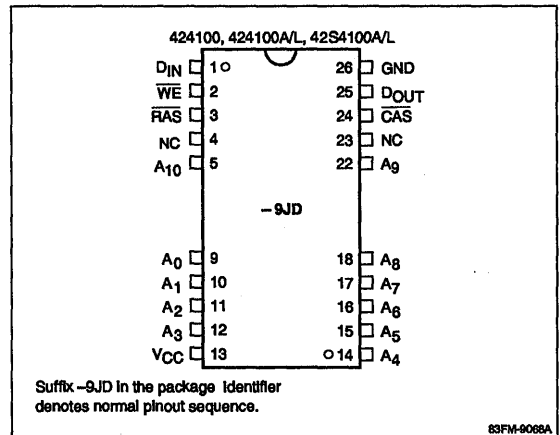 424100, 424100A/L, 42S4100A/L
DIN 1 26 GND
WE 2 25 DOUT
RAS 3 24 CAS
NC 4 23 NC
A10 5 22 A9
–9JD
A0 9 18 A8
A1 10 17 A7
A2 11 16 A6
A3 12 15 A5
VCC 13 14 A4
Suffix –9JD in the package identifier
denotes normal pinout sequence.
83FM-9068A